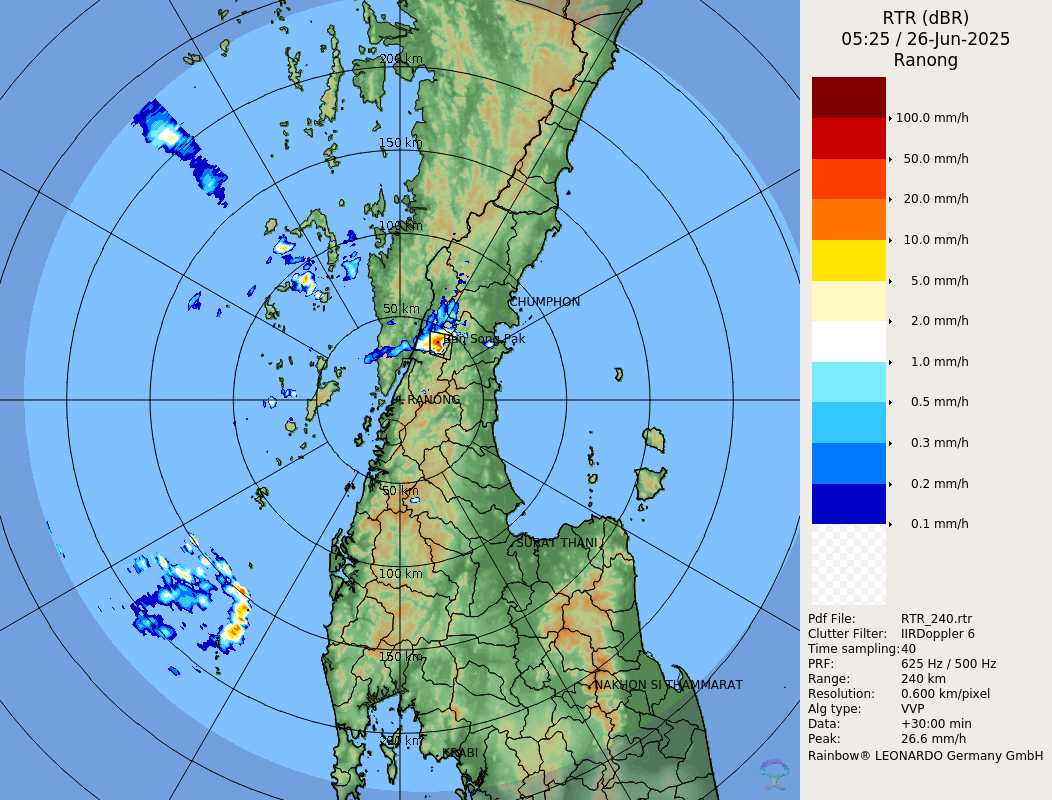 RTR (dBR)
05:25 / 26-Jun-2025
Ranong
100.0 mm/h
50.0 mm/h
20.0 mm/h
10.0 mm/h
5.0 mm/h
2.0 mm/h
1.0 mm/h
0.5 mm/h
0.3 mm/h
0.2 mm/h
0.1 mm/h
Pdf File: RTR_240.rtr
Clutter Filter: IIRDoppler 6
Time sampling:40
PRF: 625 Hz / 500 Hz
Range: 240 km
Resolution: 0.600 km/pixel
Alg type: VVP
Data: +30:00 min
Peak: 26.6 mm/h
Rainbow® LEONARDO Germany GmbH
200 km
150 km
100 km
50 km
CHUMPHON
Ban Song Pak
RANONG
50 km
SURAT THANI
100 km
150 km
NAKHON SI THAMMARAT
200 km
KRABI